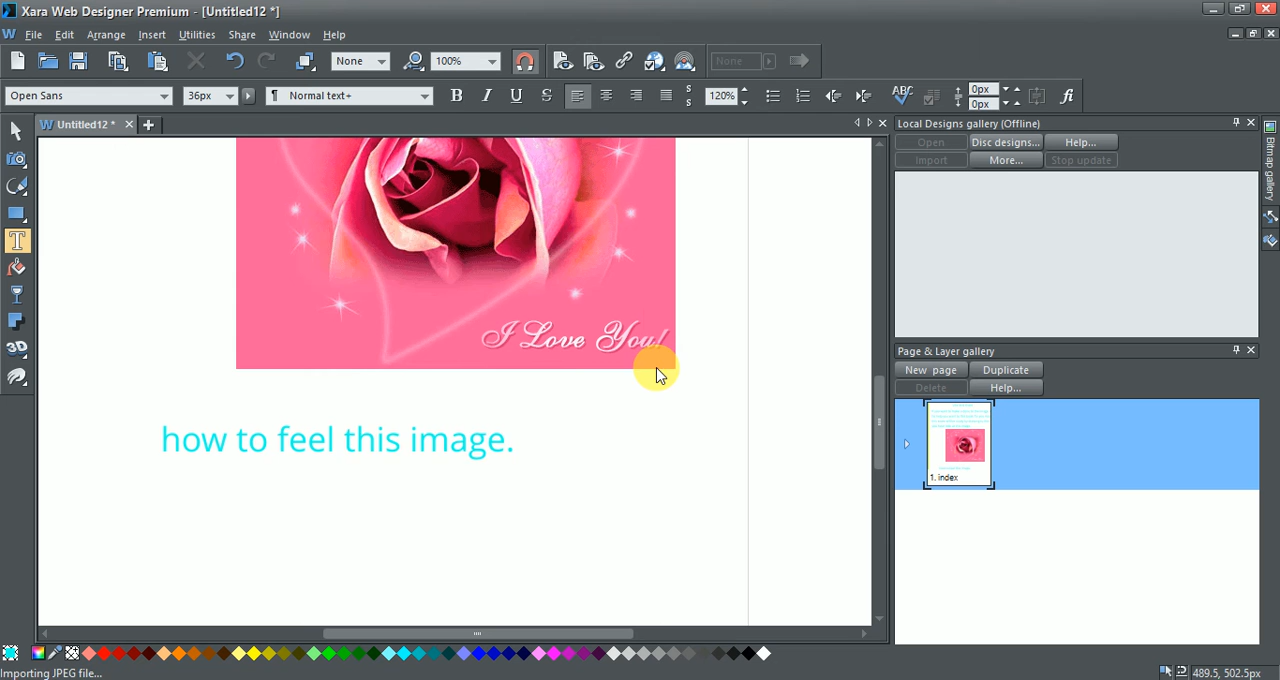 Xara Web Designer Premium - [Untitled12 *]
File Edit Arrange Insert Utilities Share Window Help
None 100% None
Open Sans 36px ¶ Normal text+ B I U S S S 120% ABC 0px 0px fi
Untitled12 *
Local Designs gallery (Offline)
Open Disc designs... Help...
Import More... Stop update
Bitmap gallery
I Love You!
how to feel this image.
Page & Layer gallery
New page Duplicate
Delete Help...
1. index
T
3D
Importing JPEG file...
489.5, 502.5px